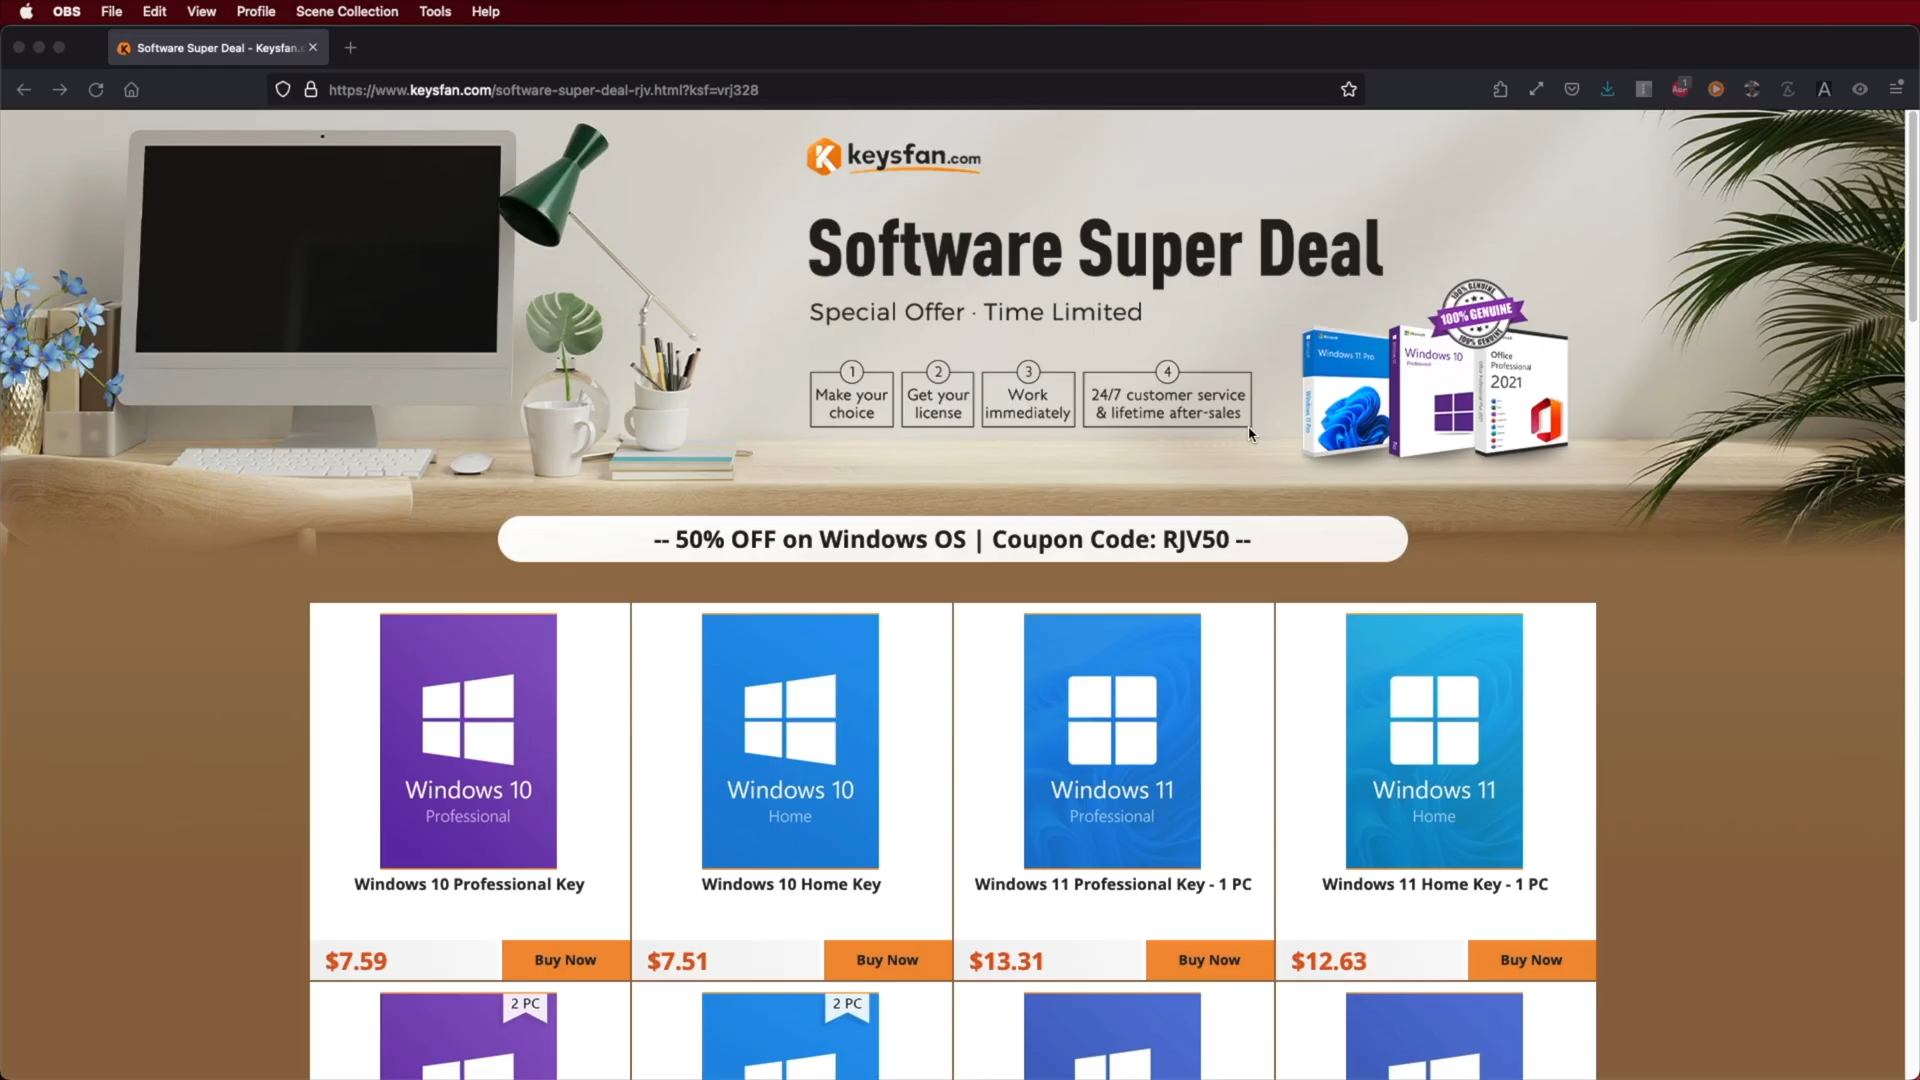 OBS File Edit View Profile Scene Collection Tools Help
Software Super Deal - Keysfan.c
https://www.keysfan.com/software-super-deal-rjv.html?ksf=vrj328
1
keysfan.com
Software Super Deal
Special Offer · Time Limited
1 2 3 4
Make your choice
Get your license
Work immediately
24/7 customer service & lifetime after-sales
100% GENUINE
100% GENUINE
100% GENUINE
Windows 11 Pro
Windows 10
Professional
Office
Professional
2021
-- 50% OFF on Windows OS | Coupon Code: RJV50 --
Windows 10
Professional
Windows 10
Home
Windows 11
Professional
Windows 11
Home
Windows 10 Professional Key
Windows 10 Home Key
Windows 11 Professional Key - 1 PC
Windows 11 Home Key - 1 PC
$7.59 Buy Now
$7.51 Buy Now
$13.31 Buy Now
$12.63 Buy Now
2 PC
2 PC